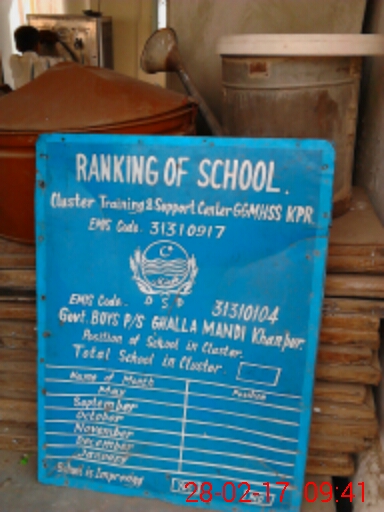 RANKING OF SCHOOL.
Cluster Training & Support Center GGMHSS KPR
EMIS Code. 31310917
D S D
EMIS Code. 31310104
Govt. BOYS P/S GHALLA MANDI Khanpur.
Position of School in Cluster.
Total School in Cluster.
Name of Month Position
May
September
October
November
December
January
School is Improving
28-02-17 09:41